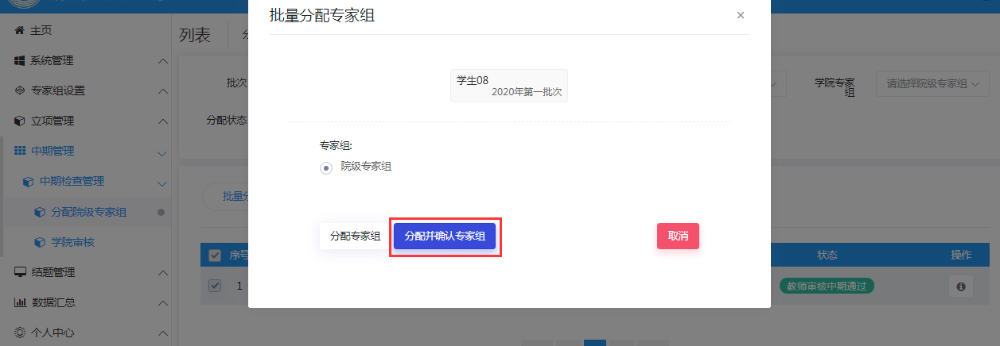 批量分配专家组
×
主页
系统管理
专家组设置
立项管理
中期管理
中期检查管理
分配院级专家组
学院审核
结题管理
数据汇总
个人中心
列表
批次
学院专家
组
请选择院级专家组
分配状态
学生08
2020年第一批次
专家组:
院级专家组
批量分
分配专家组
分配并确认专家组
取消
序号
状态
操作
1
教师审核中期通过